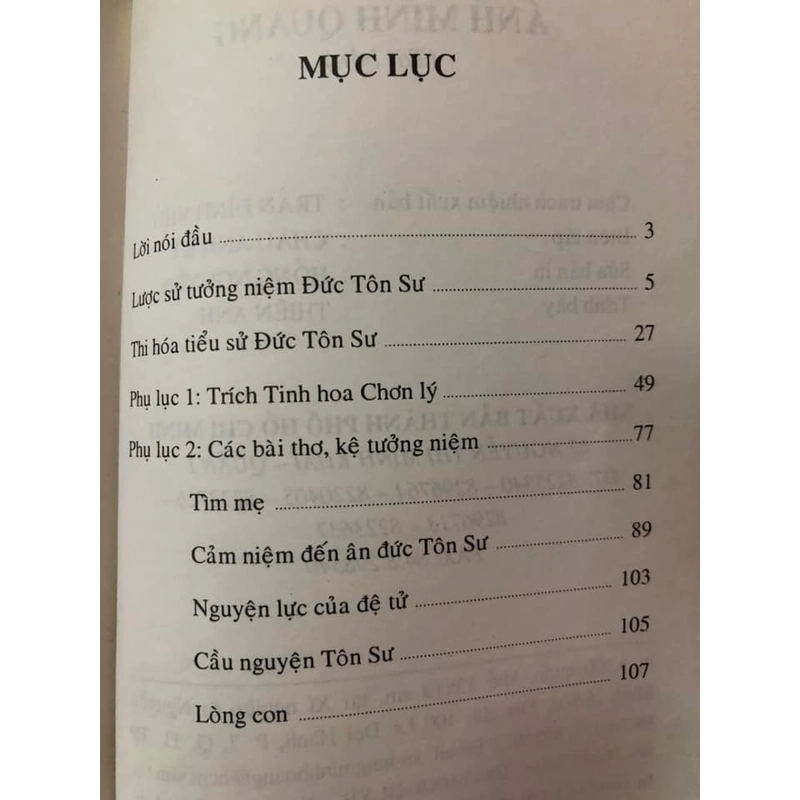 MỤC LỤC
Lời nói đầu ........ 3
Lược sử tưởng niệm Đức Tôn Sư ........ 5
Thi hóa tiểu sử Đức Tôn Sư ........ 27
Phụ lục 1: Trích Tinh hoa Chơn lý ........ 49
Phụ lục 2: Các bài thơ, kệ tưởng niệm ........ 77
Tìm mẹ ........ 81
Cảm niệm đến ân đức Tôn Sư ........ 89
Nguyện lực của đệ tử ........ 103
Cầu nguyện Tôn Sư ........ 105
Lòng con ........ 107